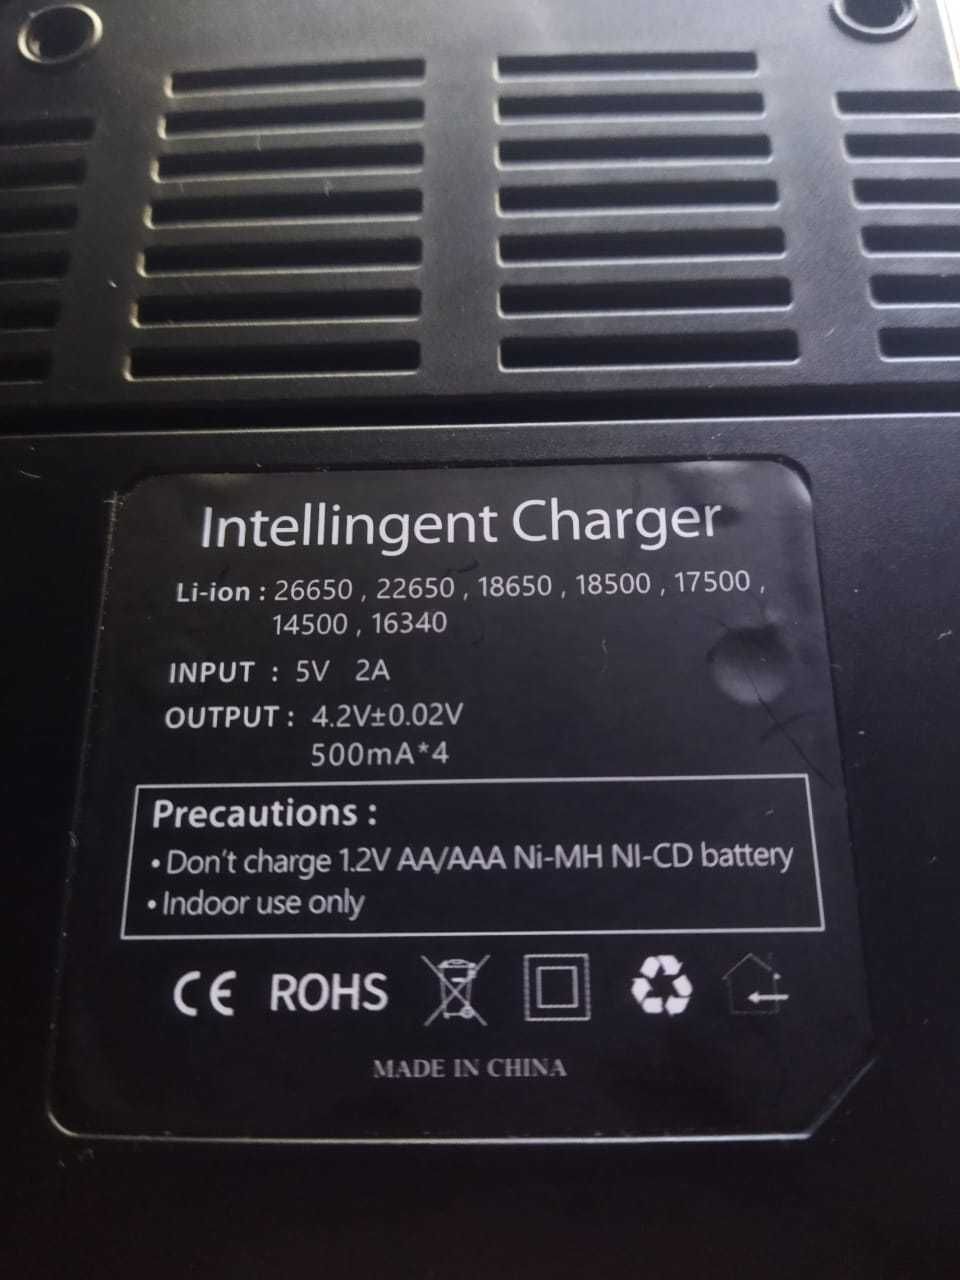 Intellingent Charger
Li-ion : 26650 , 22650 , 18650 , 18500 , 17500 ,
14500 , 16340
INPUT : 5V 2A
OUTPUT : 4.2V±0.02V
500mA*4
Precautions :
• Don't charge 1.2V AA/AAA Ni-MH NI-CD battery
• Indoor use only
CE ROHS
MADE IN CHINA